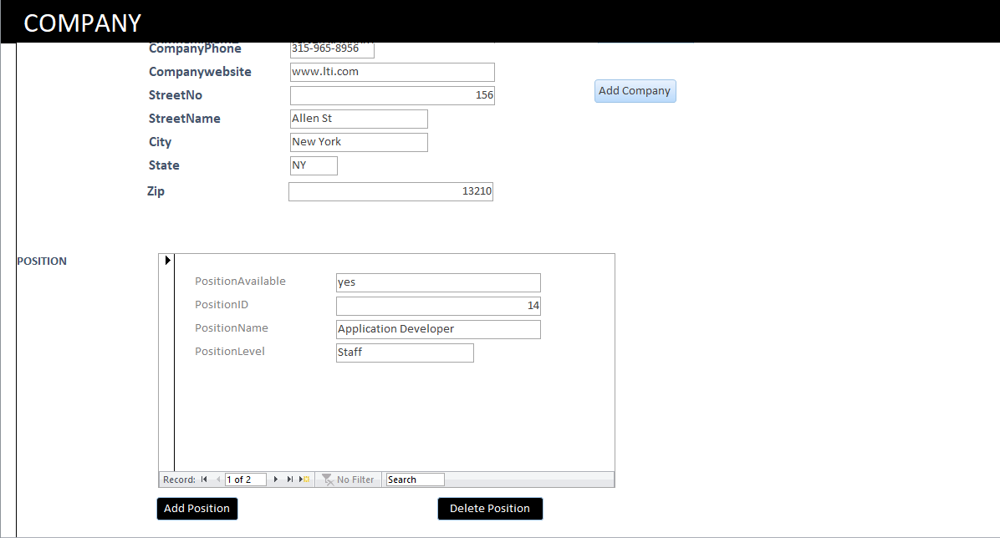 COMPANY
CompanyPhone 315-965-8956
Companywebsite www.lti.com
StreetNo 156
Add Company
StreetName Allen St
City New York
State NY
Zip 13210
POSITION
PositionAvailable yes
PositionID 14
PositionName Application Developer
PositionLevel Staff
Record: 1 of 2 No Filter Search
Add Position Delete Position